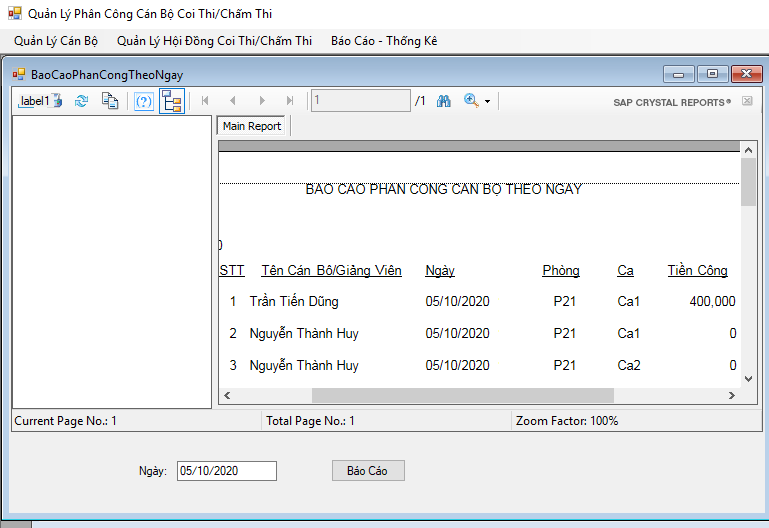 Quản Lý Phân Công Cán Bộ Coi Thi/Chấm Thi
Quản Lý Cán Bộ Quản Lý Hội Đồng Coi Thi/Chấm Thi Báo Cáo - Thống Kê
BaoCaoPhanCongTheoNgay
label1 (?) 1 /1 SAP CRYSTAL REPORTS®
Main Report
BAO CAO PHAN CONG CAN BỘ THEO NGAY
STT Tên Cán Bộ/Giảng Viên Ngày Phòng Ca Tiền Công
1 Trần Tiến Dũng 05/10/2020 P21 Ca1 400,000
2 Nguyễn Thành Huy 05/10/2020 P21 Ca1 0
3 Nguyễn Thành Huy 05/10/2020 P21 Ca2 0
Current Page No.: 1 Total Page No.: 1 Zoom Factor: 100%
Ngày: 05/10/2020 Báo Cáo